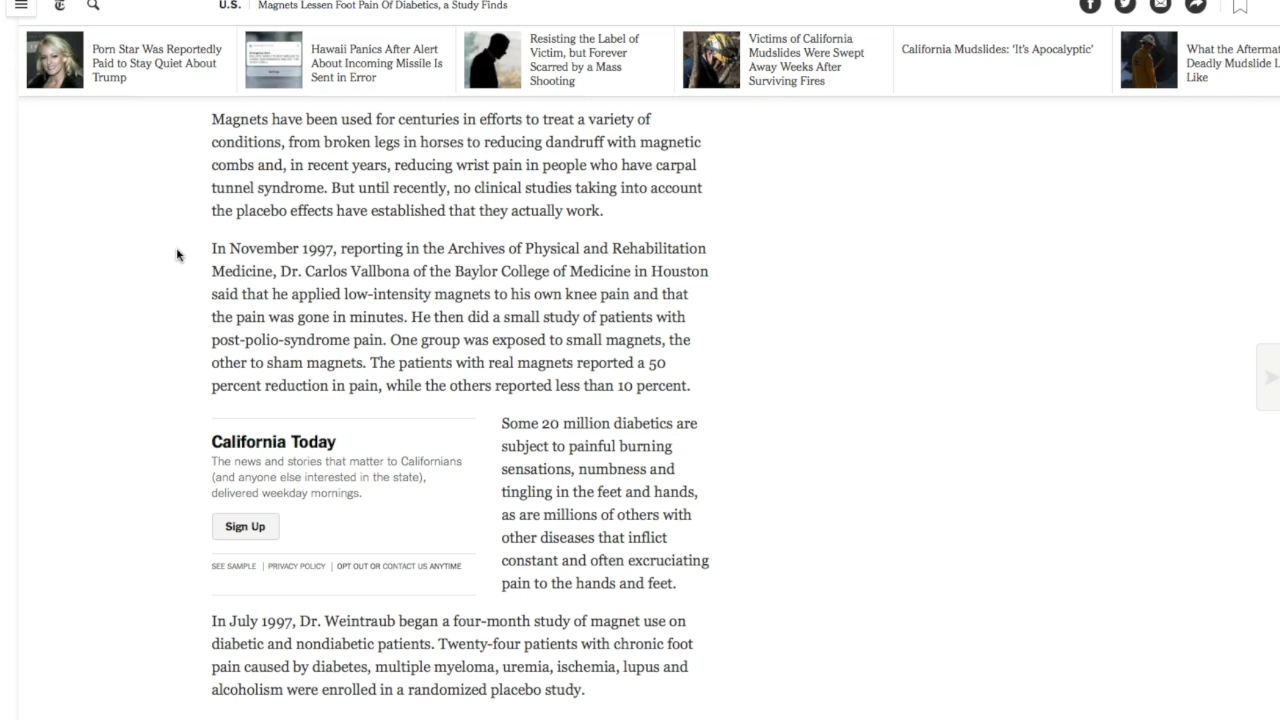 U.S. Magnets Lessen Foot Pain Of Diabetics, a Study Finds
Porn Star Was Reportedly
Paid to Stay Quiet About
Trump
Hawaii Panics After Alert
About Incoming Missile Is
Sent in Error
Resisting the Label of
Victim, but Forever
Scarred by a Mass
Shooting
Victims of California
Mudslides Were Swept
Away Weeks After
Surviving Fires
California Mudslides: ‘It’s Apocalyptic’
What the Afterma
Deadly Mudslide L
Like
Magnets have been used for centuries in efforts to treat a variety of
conditions, from broken legs in horses to reducing dandruff with magnetic
combs and, in recent years, reducing wrist pain in people who have carpal
tunnel syndrome. But until recently, no clinical studies taking into account
the placebo effects have established that they actually work.
In November 1997, reporting in the Archives of Physical and Rehabilitation
Medicine, Dr. Carlos Vallbona of the Baylor College of Medicine in Houston
said that he applied low-intensity magnets to his own knee pain and that
the pain was gone in minutes. He then did a small study of patients with
post-polio-syndrome pain. One group was exposed to small magnets, the
other to sham magnets. The patients with real magnets reported a 50
percent reduction in pain, while the others reported less than 10 percent.
California Today
The news and stories that matter to Californians
(and anyone else interested in the state),
delivered weekday mornings.
Sign Up
SEE SAMPLE | PRIVACY POLICY | OPT OUT OR CONTACT US ANYTIME
Some 20 million diabetics are
subject to painful burning
sensations, numbness and
tingling in the feet and hands,
as are millions of others with
other diseases that inflict
constant and often excruciating
pain to the hands and feet.
In July 1997, Dr. Weintraub began a four-month study of magnet use on
diabetic and nondiabetic patients. Twenty-four patients with chronic foot
pain caused by diabetes, multiple myeloma, uremia, ischemia, lupus and
alcoholism were enrolled in a randomized placebo study.